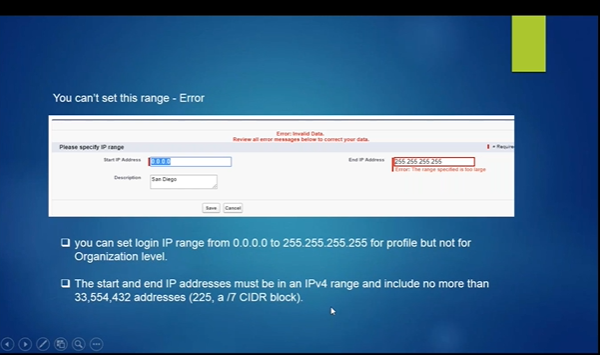 You can't set this range - Error
Error: Invalid Data.
Review all error messages below to correct your data.
Please specify IP range
= Require
Start IP Address
0.0.0.0
End IP Address
255.255.255.255
Error: The range specified is too large
Description
San Diego
Save
Cancel
❑ you can set login IP range from 0.0.0.0 to 255.255.255.255 for profile but not for
Organization level.
❑ The start and end IP addresses must be in an IPv4 range and include no more than
33,554,432 addresses (225, a /7 CIDR block).